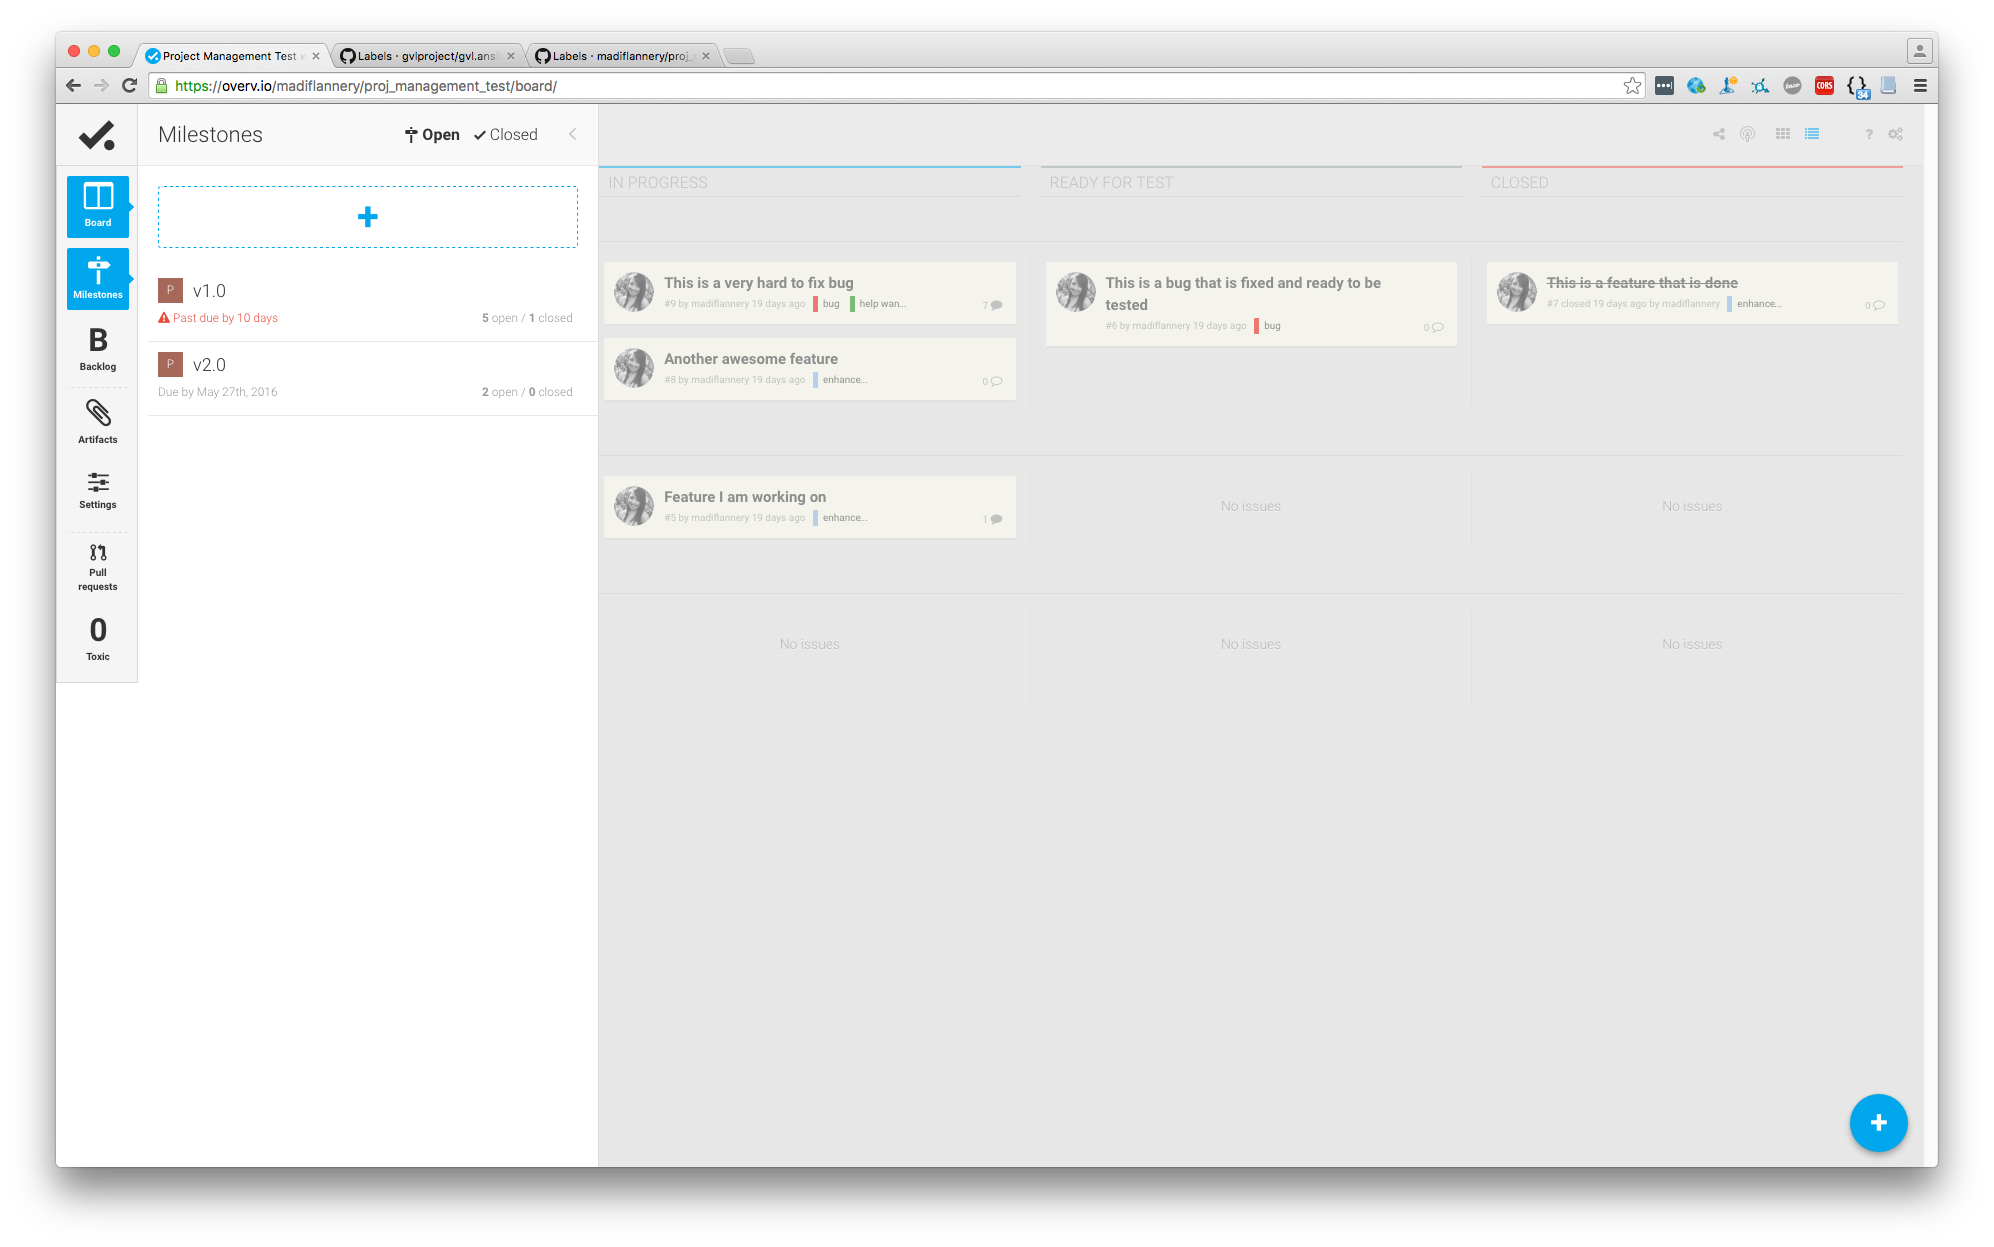 Project Management Test
Labels · gvlproject/gvl.ansi
Labels · madiflannery/proj_
https://overv.io/madiflannery/proj_management_test/board/
taco
CORS
34
Milestones
Open
Closed
Board
Milestones
B
Backlog
Artifacts
Settings
Pull
requests
0
Toxic
P
v1.0
Past due by 10 days
5 open / 1 closed
P
v2.0
Due by May 27th, 2016
2 open / 0 closed
?
IN PROGRESS
READY FOR TEST
CLOSED
This is a very hard to fix bug
#9 by madiflannery 19 days ago bug help wan... 7
Another awesome feature
#8 by madiflannery 19 days ago enhance... 0
This is a bug that is fixed and ready to be
tested
#6 by madiflannery 19 days ago bug 0
This is a feature that is done
#7 closed 19 days ago by madiflannery enhance... 0
Feature I am working on
#5 by madiflannery 19 days ago enhance... 1
No issues
No issues
No issues
No issues
No issues